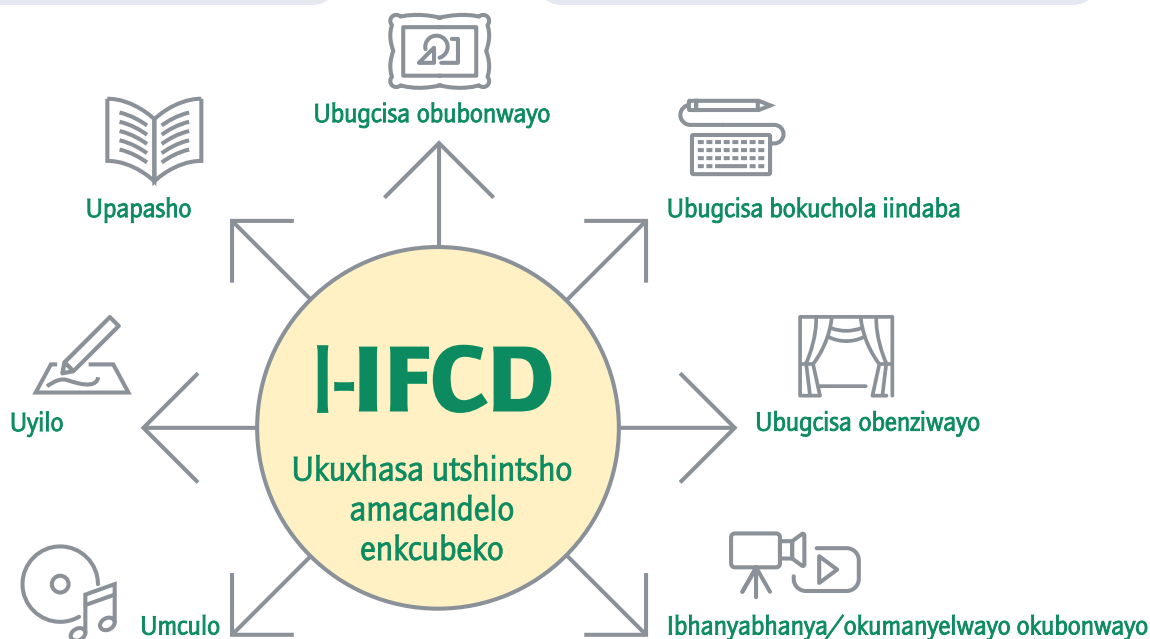 Ubugcisa obubonwayo
Upapasho
Ubugcisa bokuchola iindaba
Uyilo
I-IFCD
Ukuxhasa utshintsho
amacandelo
enkcubeko
Ubugcisa obenziwayo
Umculo
Ibhanyabhanya/okumanyelwayo okubonwayo